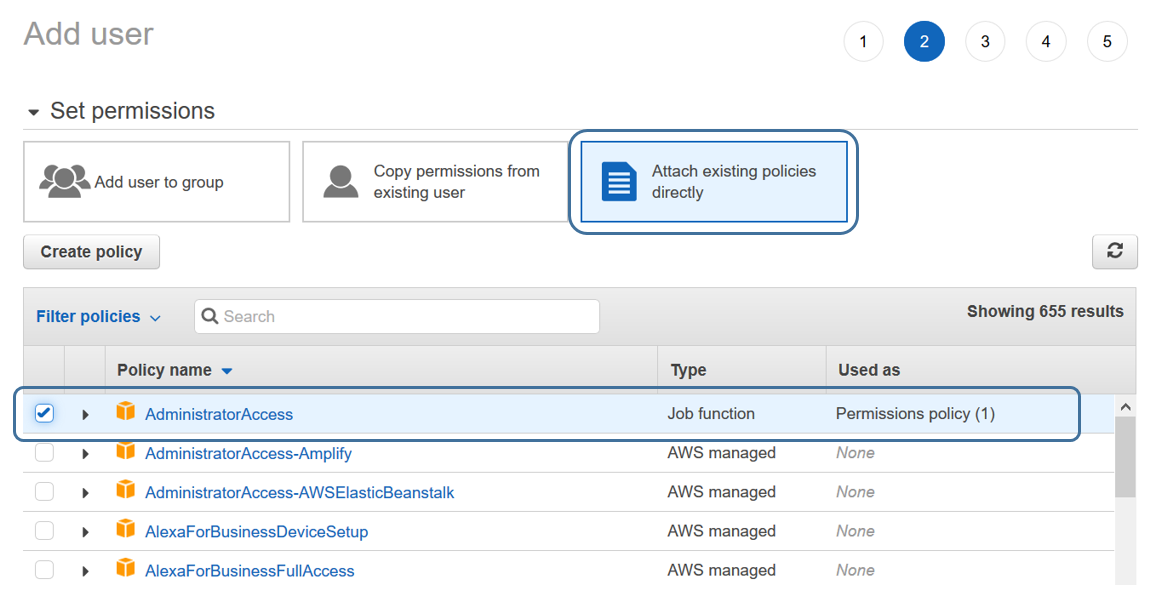 Add user
1 2 3 4 5
Set permissions
Add user to group
Copy permissions from
existing user
Attach existing policies
directly
Create policy
Filter policies Search Showing 655 results
Policy name Type Used as
AdministratorAccess Job function Permissions policy (1)
AdministratorAccess-Amplify AWS managed None
AdministratorAccess-AWSElasticBeanstalk AWS managed None
AlexaForBusinessDeviceSetup AWS managed None
AlexaForBusinessFullAccess AWS managed None